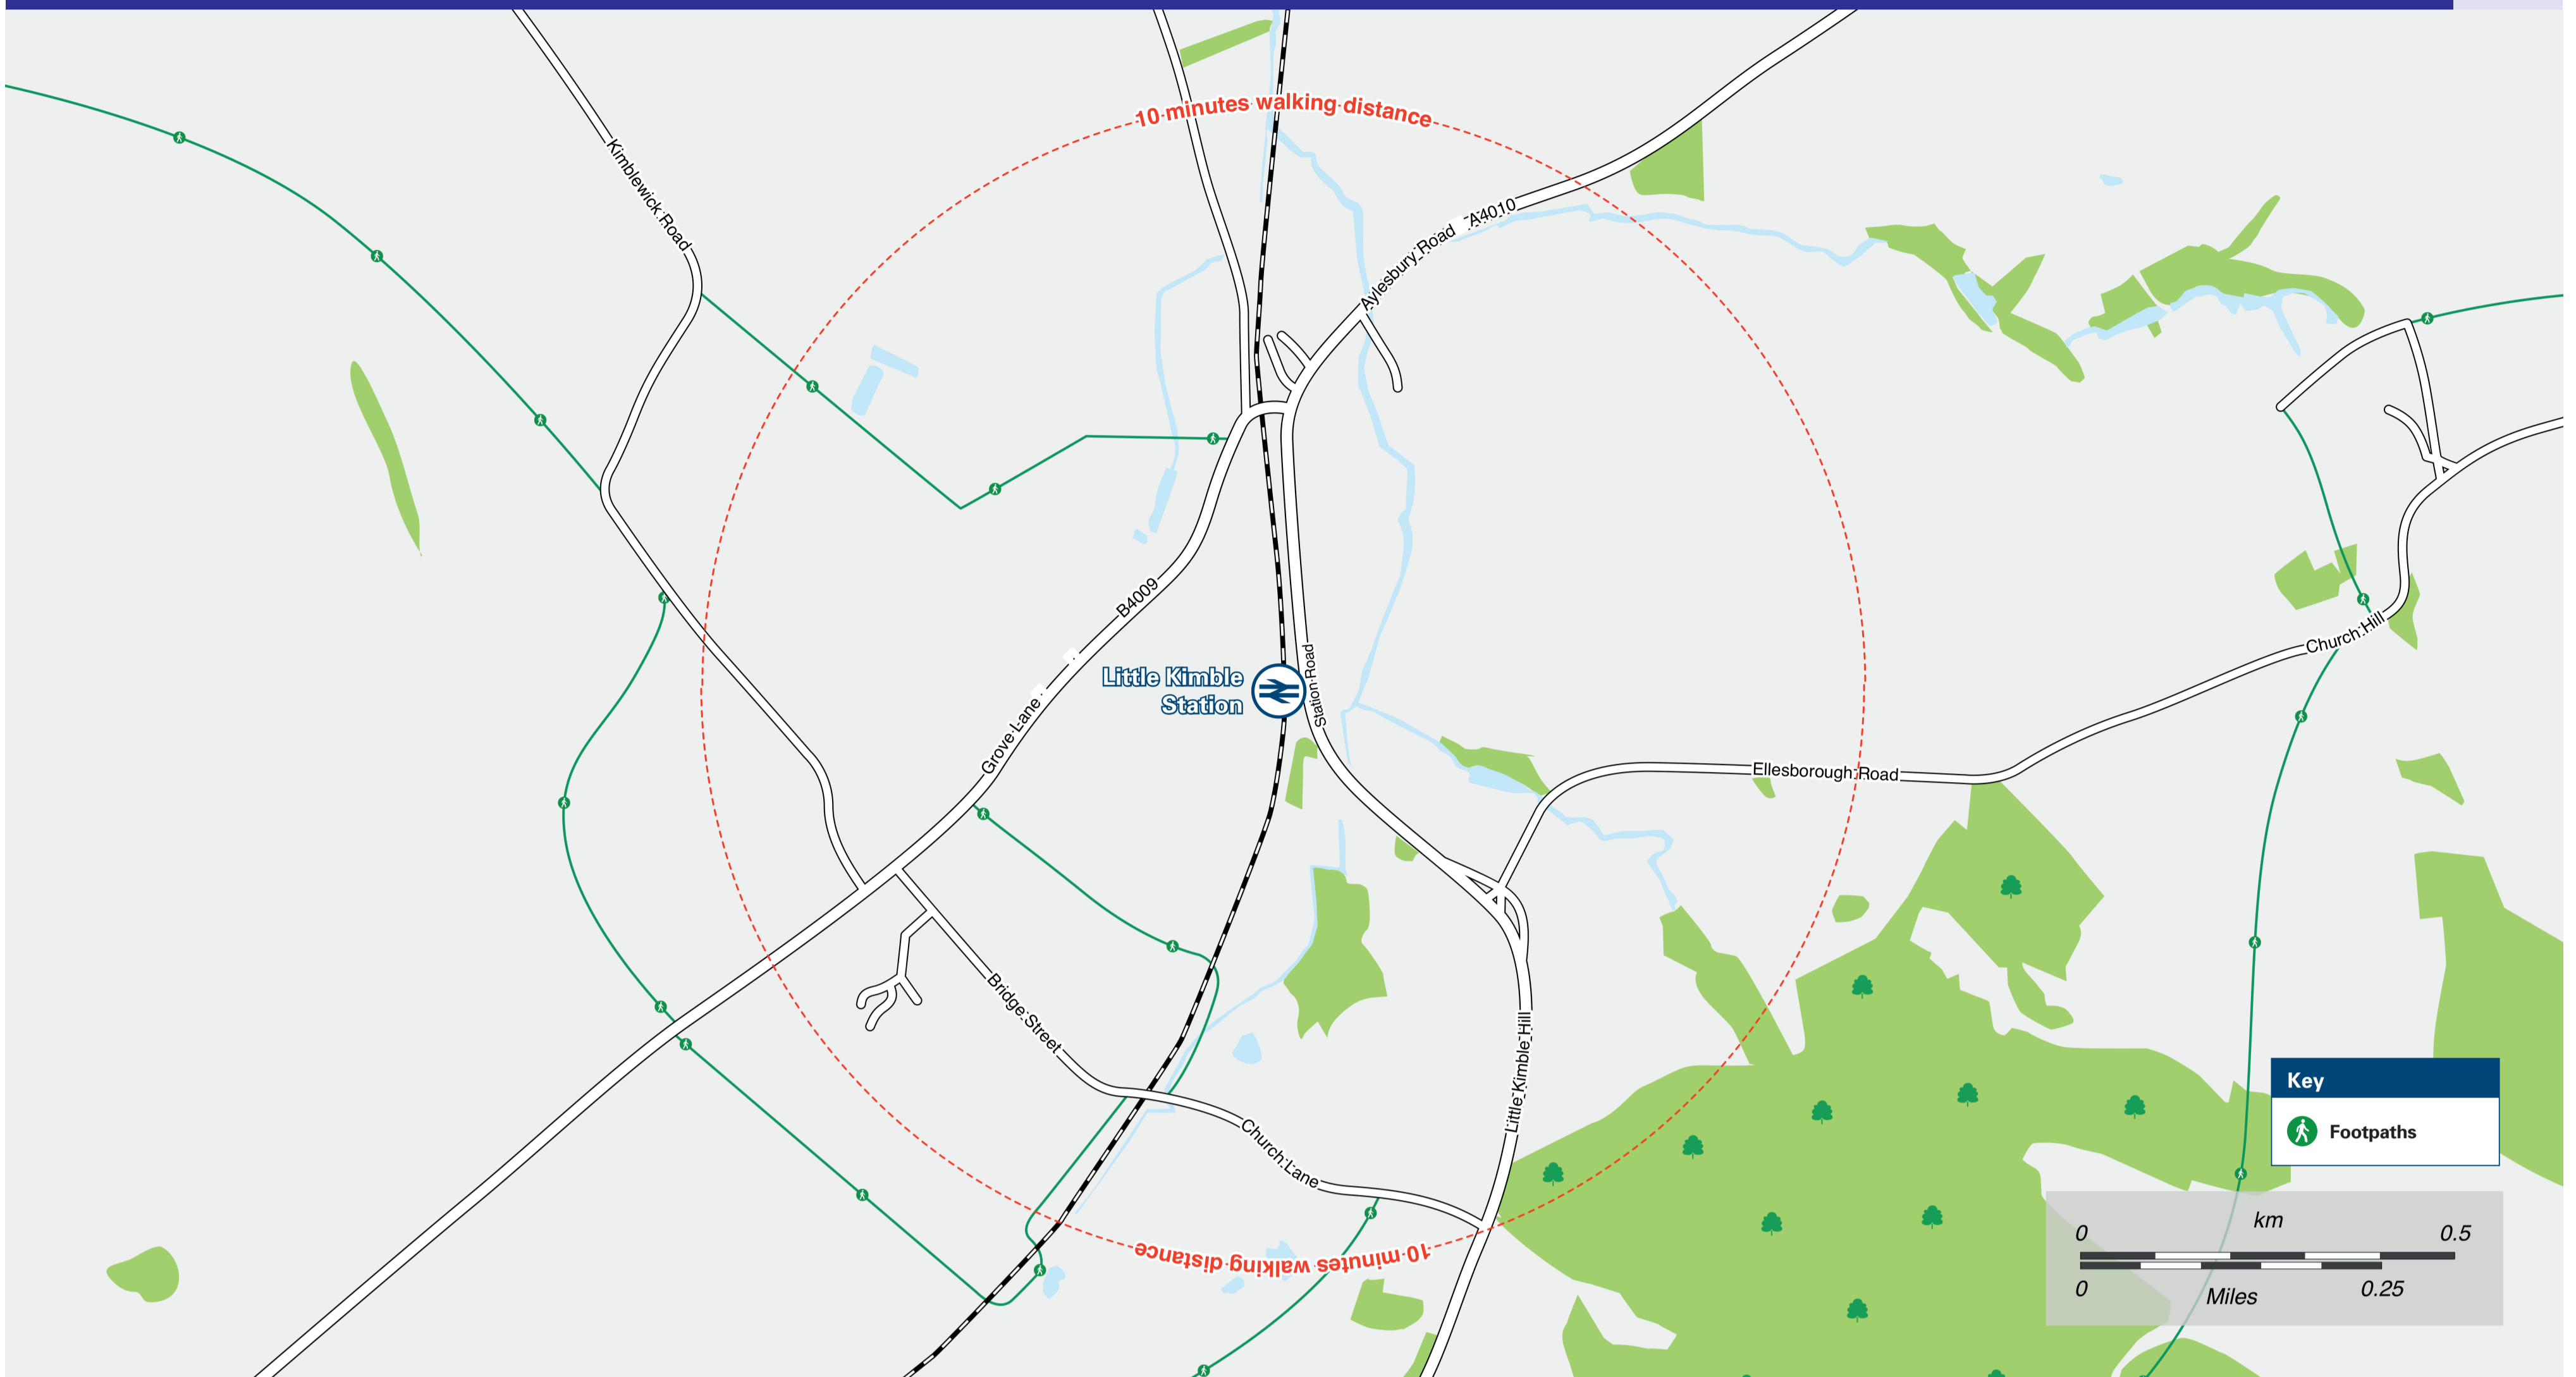 10 minutes walking distance
Kimblewick Road
A4010
Aylesbury Road
B4009
Church Hill
Little Kimble
Station
Station Road
Grove Lane
Ellesborough Road
Bridge Street
Little Kimble Hill
Church Lane
10 minutes walking distance
Key
Footpaths
km
0 0.5
0 0.25
Miles